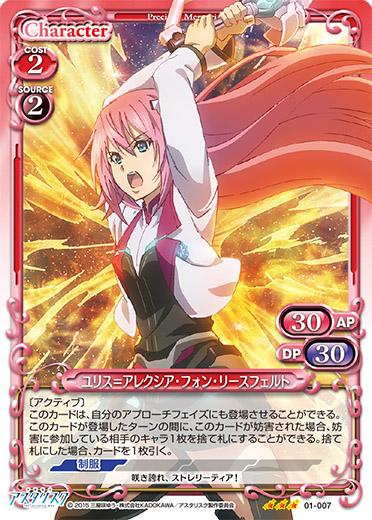 Precious Memories
Character
COST
2
SOURCE
2
30 AP
DP 30
ユリス=アレクシア・フォン・リースフェルト
[アクティブ]
このカードは、自分のアプローチフェイズにも登場させることができる。
このカードが登場したターンの間に、このカードが妨害された場合、妨
害に参加している相手のキャラ1枚を捨て札にすることができる。捨て
札にした場合、カードを1枚引く。
制服
咲き誇れ、ストレリーティア!
アスタリスク
© 2015 三屋咲ゆう・株式会社KADOKAWA/アスタリスク製作委員会
01-007